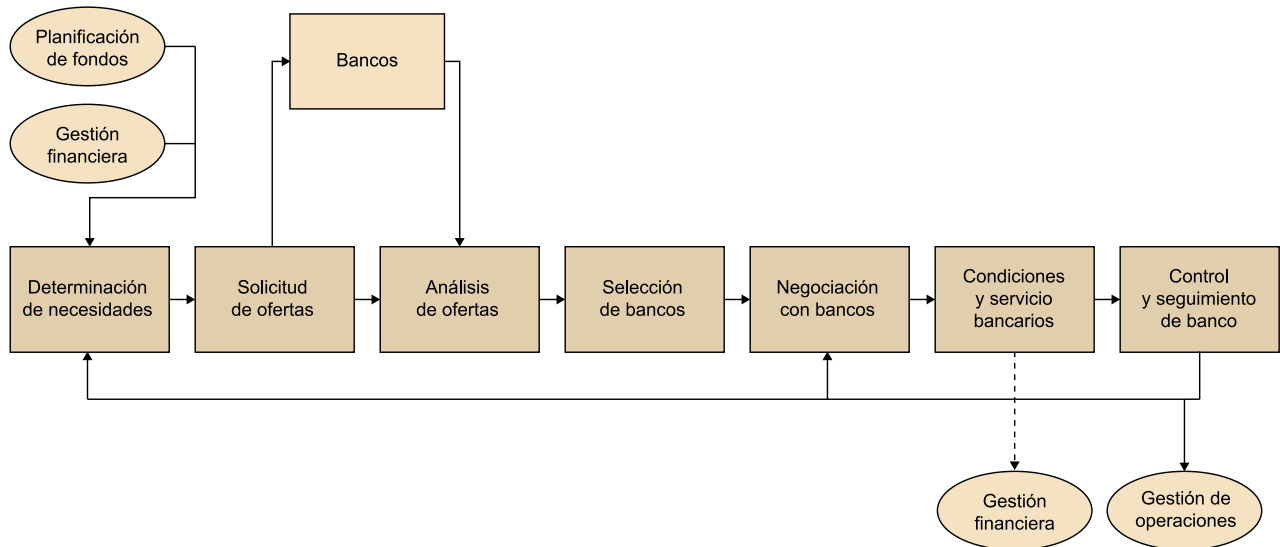 Planificación
de fondos
Bancos
Gestión
financiera
Determinación
de necesidades
Solicitud
de ofertas
Análisis
de ofertas
Selección
de bancos
Negociación
con bancos
Condiciones
y servicio
bancarios
Control
y seguimiento
de banco
Gestión
financiera
Gestión de
operaciones